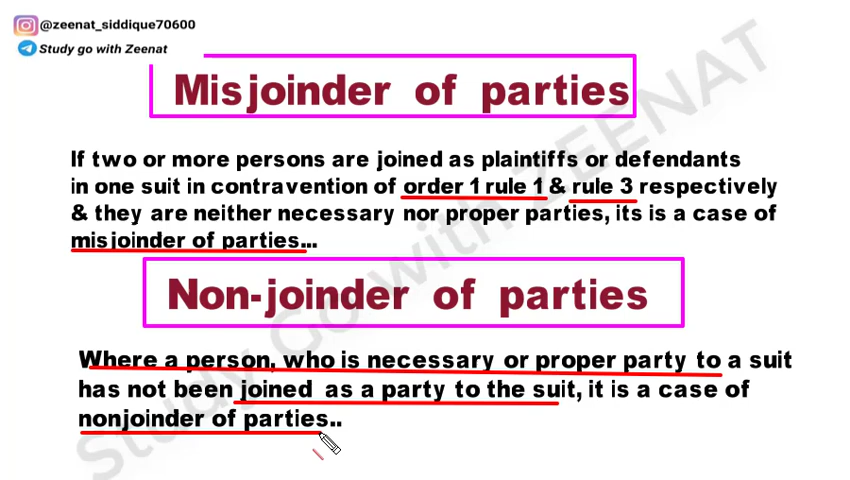 @zeenat_siddique70600
Study go with Zeenat
Misjoinder of parties
If two or more persons are joined as plaintiffs or defendants
in one suit in contravention of order 1 rule 1 & rule 3 respectively
& they are neither necessary nor proper parties, its is a case of
misjoinder of parties...
Non-joinder of parties
Where a person, who is necessary or proper party to a suit
has not been joined as a party to the suit, it is a case of
nonjoinder of parties..
Study Go with ZEENAT